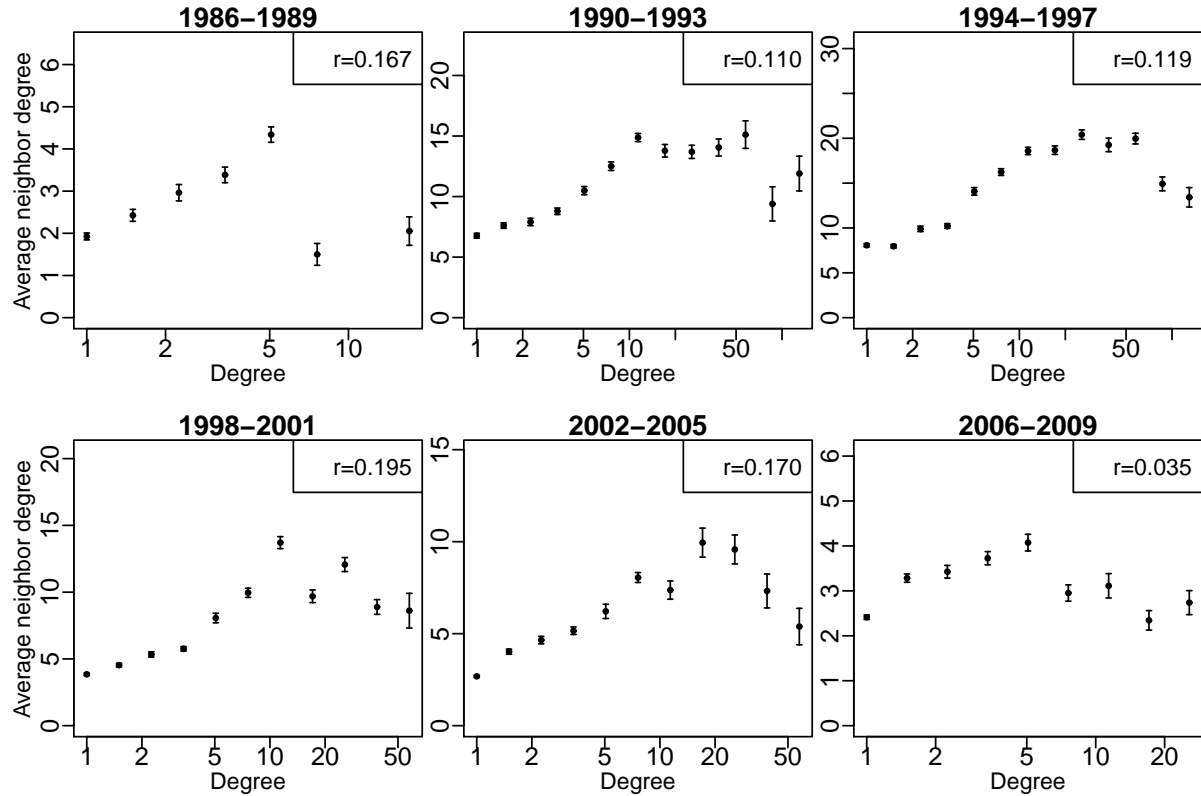 1986−1989
r=0.167
Average neighbor degree
0 1 2 3 4 5 6
1 2 5 10
Degree
1990−1993
r=0.110
0 5 10 15 20
1 2 5 10 50
Degree
1994−1997
r=0.119
0 5 10 20 30
1 2 5 10 50
Degree
1998−2001
r=0.195
Average neighbor degree
0 5 10 15 20
1 2 5 10 20 50
Degree
2002−2005
r=0.170
0 5 10 15
1 2 5 10 20 50
Degree
2006−2009
r=0.035
0 1 2 3 4 5 6
1 2 5 10 20
Degree